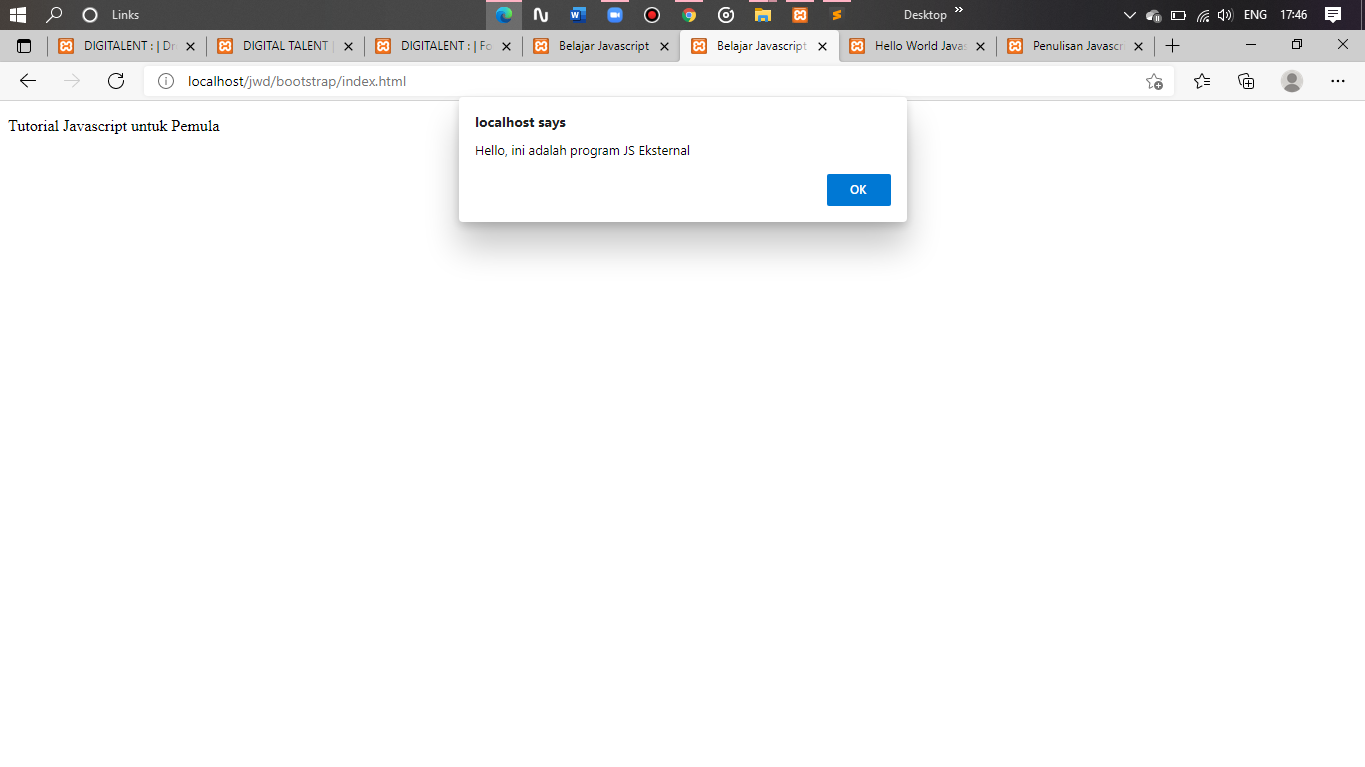 Links
Desktop
ENG 17:46
DIGITALENT : | Dr
DIGITAL TALENT |
DIGITALENT : | Fo
Belajar Javascript
Belajar Javascript
Hello World Javas
Penulisan Javascri
localhost/jwd/bootstrap/index.html
Tutorial Javascript untuk Pemula
localhost says
Hello, ini adalah program JS Eksternal
OK